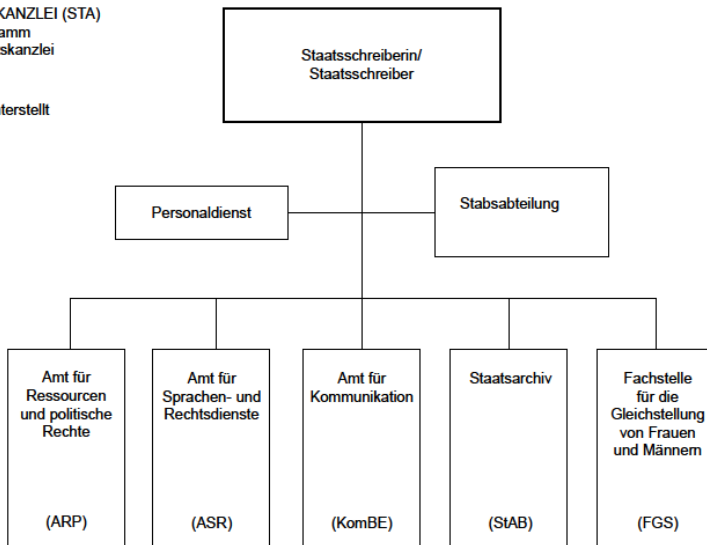 KANZLEI (STA)
amm
skanzlei
terstellt
Staatsschreiberin/
Staatsschreiber
Personaldienst
Stabsabteilung
Amt für
Ressourcen
und politische
Rechte
(ARP)
Amt für
Sprachen- und
Rechtsdienste
(ASR)
Amt für
Kommunikation
(KomBE)
Staatsarchiv
(StAB)
Fachstelle
für die
Gleichstellung
von Frauen
und Männern
(FGS)